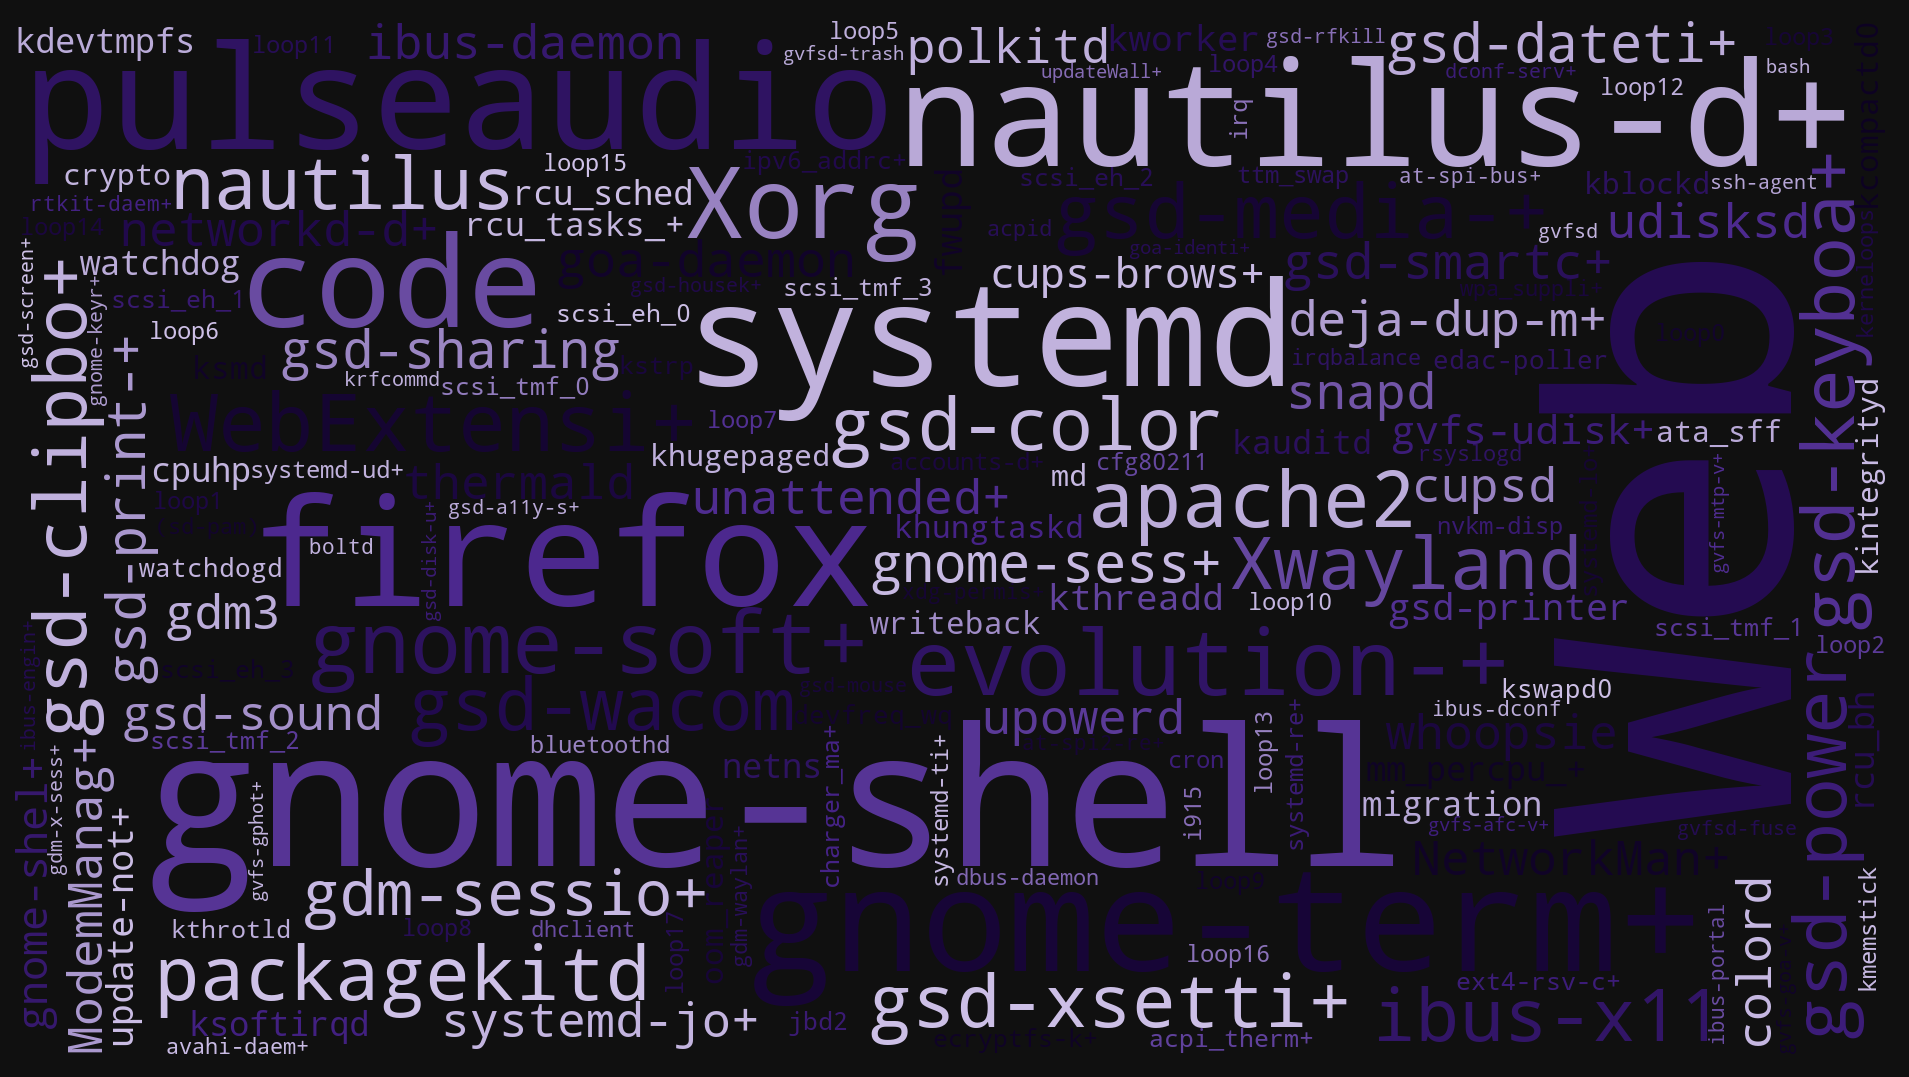 kdevtmpfs
loop11
ibus-daemon
loop5
gvfsd-trash
polkitd
kworker
gsd-rfkill
gsd-dateti+
pulseaudio
nautilus-d+
updateWall+
loop4
dconf-serv+
loop12
bash
irq
kcompactd0
crypto
nautilus
loop15
rcu_sched
Xorg
ipv6_addrc+
scsi_eh_2
ttm_swap
at-spi-bus+
kblockd
ssh-agent
rtkit-daem+
loop14
networkd-d+
rcu_tasks_+
fwupd
acpid
gsd-media-+
goa-identi+
gvfsd
udisksd
kerneloops
gsd-screen+
watchdog
code
goa-daemon
gsd-housek+
cups-brows+
gsd-smartc+
gsd-keyboa+
gsd-clipbo+
gnome-keyr+
scsi_eh_1
scsi_tmf_3
systemd
scsi_eh_0
loop6
deja-dup-m+
loop0
gsd-print-+
ksmd
gsd-sharing
kstrp
krfcommd
scsi_tmf_0
irqbalance
edac-poller
snapd
Web
WebExtensi+
loop7
gsd-color
kauditd
gvfs-udisk+
ata_sff
kintegrityd
cpuhp
systemd-ud+
khugepaged
accounts-d+
md
cfg80211
rsyslogd
gvfs-mtp-v+
thermald
loop1
(sd-pam)
firefox
gsd-a11y-s+
gsd-disk-u+
unattended+
khungtaskd
apache2
cupsd
nvkm-disp
boltd
watchdogd
gnome-sess+
Xwayland
gdm3
kthreadd
loop10
gsd-printer
writeback
gnome-soft+
evolution-+
scsi_tmf_1
loop2
ibus-engin+
scsi_eh_3
gsd-wacom
devfreq_wq
kswapd0
ibus-dconf
gsd-power
gsd-sound
upowerd
loop13
systemd-re+
whoopsie
rcu_bh
scsi_tmf_2
bluetoothd
gnome-shell
netns
charger_ma+
systemd-ti+
cron
i915
mm_percpu_+
migration
gnome-shel+
gdm-x-sess+
ModemManag+
update-not+
gvfs-gphot+
gvfs-afc-v+
gvfsd-fuse
NetworkMan+
gdm-sessio+
oom_reaper
gdm-waylan+
dbus-daemon
loop9
gnome-term+
kthrotld
loop8
dhclient
loop17
kmemstick
packagekitd
loop16
gsd-xsetti+
ext4-rsv-c+
ibus-portal
colord
gvfs-goa-v+
ksoftirqd
systemd-jo+
jbd2
ecryptfs-k+
acpi_therm+
ibus-x11
avahi-daem+